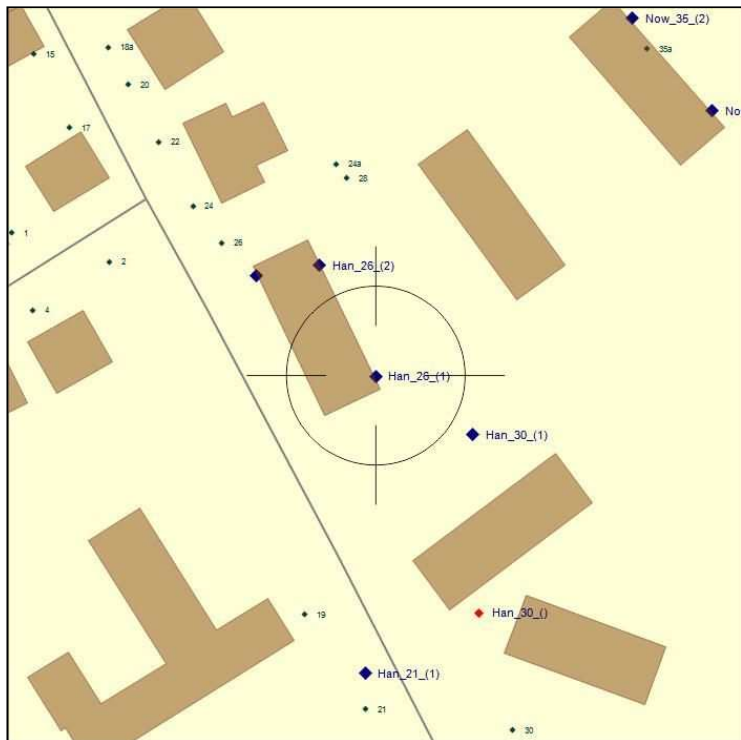 Now_35_(2)
18a
15
35a
20
No
17
22
24a
28
24
1
26
2
Han_26_(2)
4
Han_26_(1)
Han_30_(1)
19
Han_30_()
Han_21_(1)
21
30